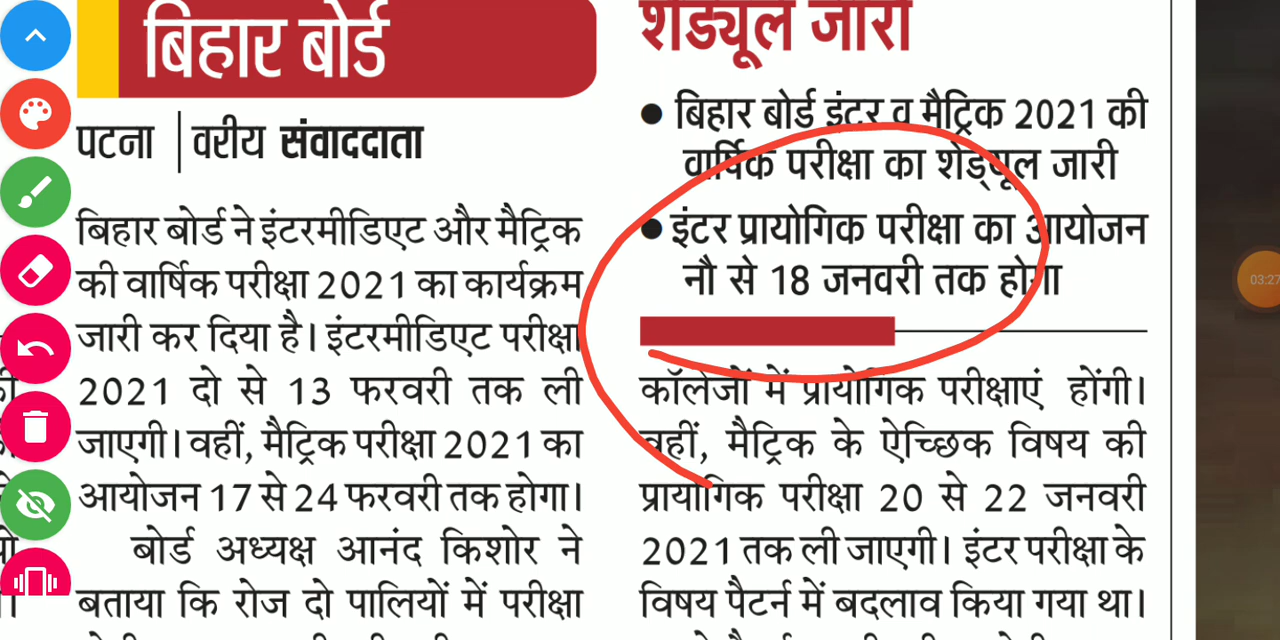 बिहार बोर्ड
पटना | वरीय संवाददाता
बिहार बोर्ड ने इंटरमीडिएट और मैट्रिक
की वार्षिक परीक्षा 2021 का कार्यक्रम
जारी कर दिया है। इंटरमीडिएट परीक्षा
2021 दो से 13 फरवरी तक ली
जाएगी। वहीं, मैट्रिक परीक्षा 2021 का
आयोजन 17 से 24 फरवरी तक होगा।
बोर्ड अध्यक्ष आनंद किशोर ने
बताया कि रोज दो पालियों में परीक्षा
शेड्यूल जारी
● बिहार बोर्ड इंटर व मैट्रिक 2021 की
वार्षिक परीक्षा का शेड्यूल जारी
● इंटर प्रायोगिक परीक्षा का आयोजन
नौ से 18 जनवरी तक होगा
कॉलेजों में प्रायोगिक परीक्षाएं होंगी।
वहीं, मैट्रिक के ऐच्छिक विषय की
प्रायोगिक परीक्षा 20 से 22 जनवरी
2021 तक ली जाएगी। इंटर परीक्षा के
विषय पैटर्न में बदलाव किया गया था।
03:27